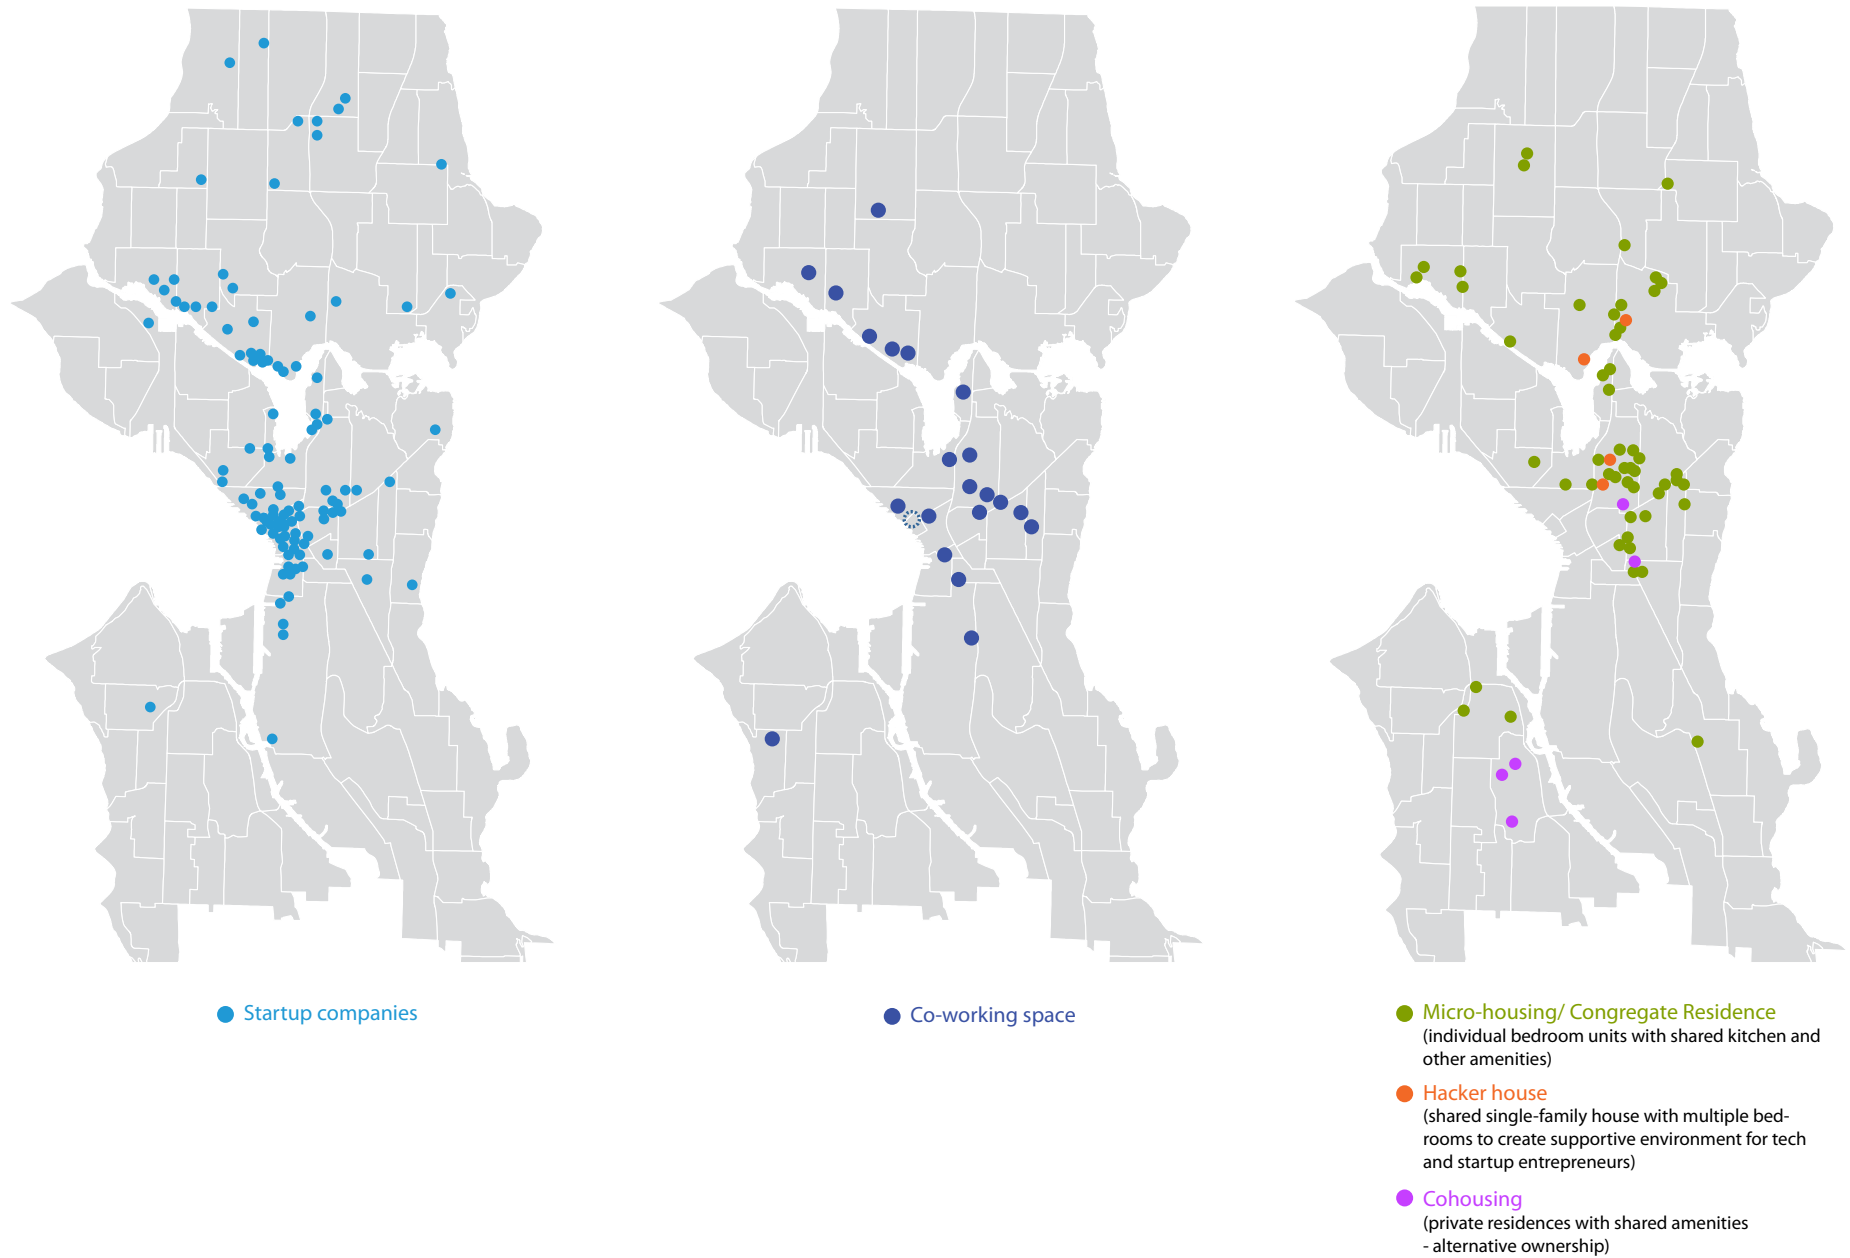 Startup companies
Co-working space
Micro-housing/ Congregate Residence
(individual bedroom units with shared kitchen and
other amenities)
Hacker house
(shared single-family house with multiple bed-
rooms to create supportive environment for tech
and startup entrepreneurs)
Cohousing
(private residences with shared amenities
- alternative ownership)